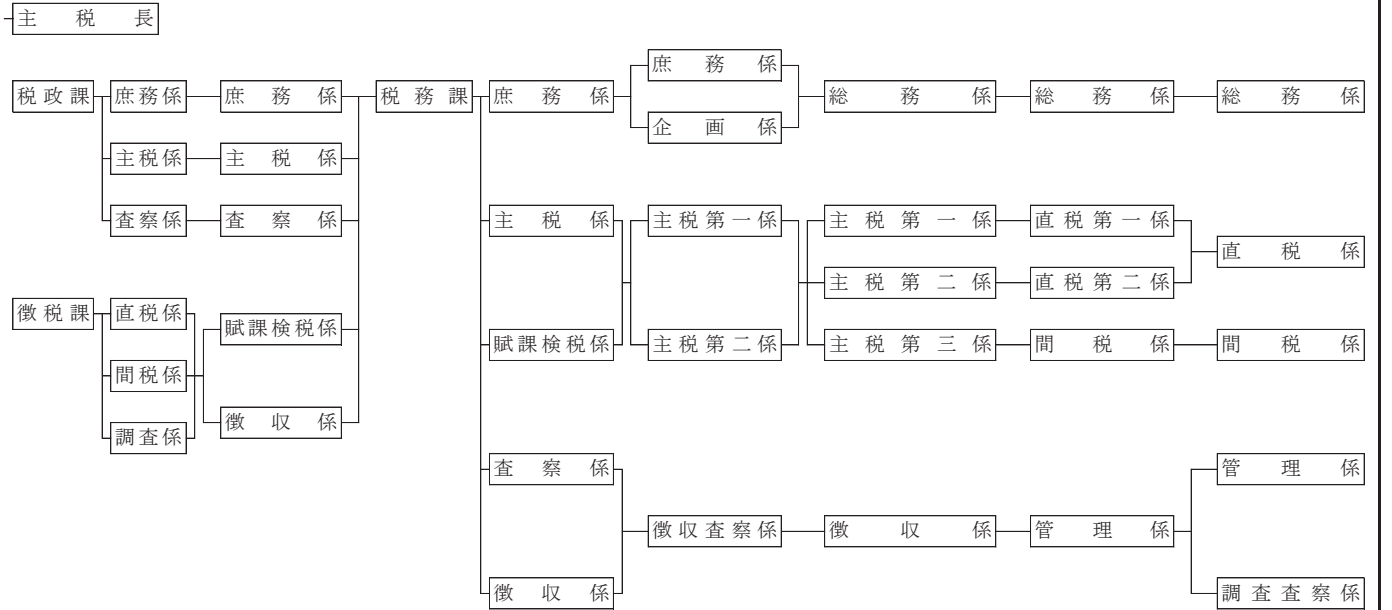 主税長
庶務係
税政課 庶務係 庶務係 税務課 庶務係 総務係 総務係 総務係
企画係
主税係 主税係
査察係 査察係 主税係 主税第一係 主税第一係 直税第一係
直税係
主税第二係 直税第二係
徴税課 直税係
賦課検税係 賦課検税係 主税第二係 主税第三係 間税係 間税係
間税係
徴収係
調査係
査察係 管理係
徴収査察係 徴収係 管理係
徴収係 調査査察係